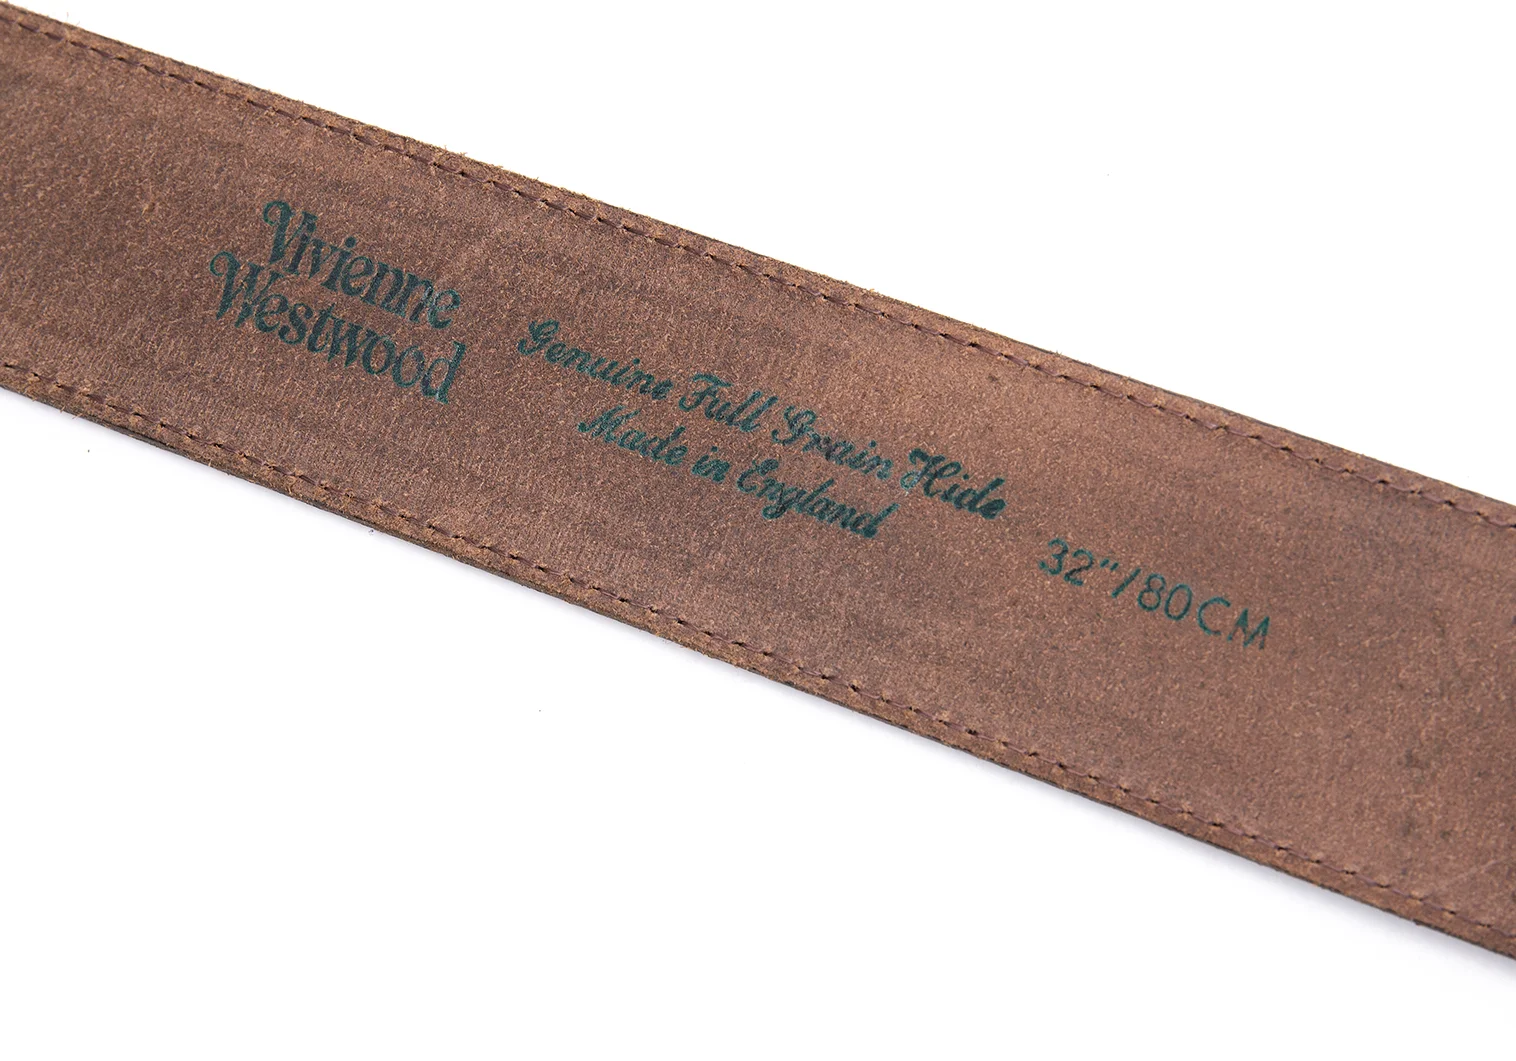 Vivienne
Westwood
Genuine Full Grain Hide
Made in England
32"/80CM